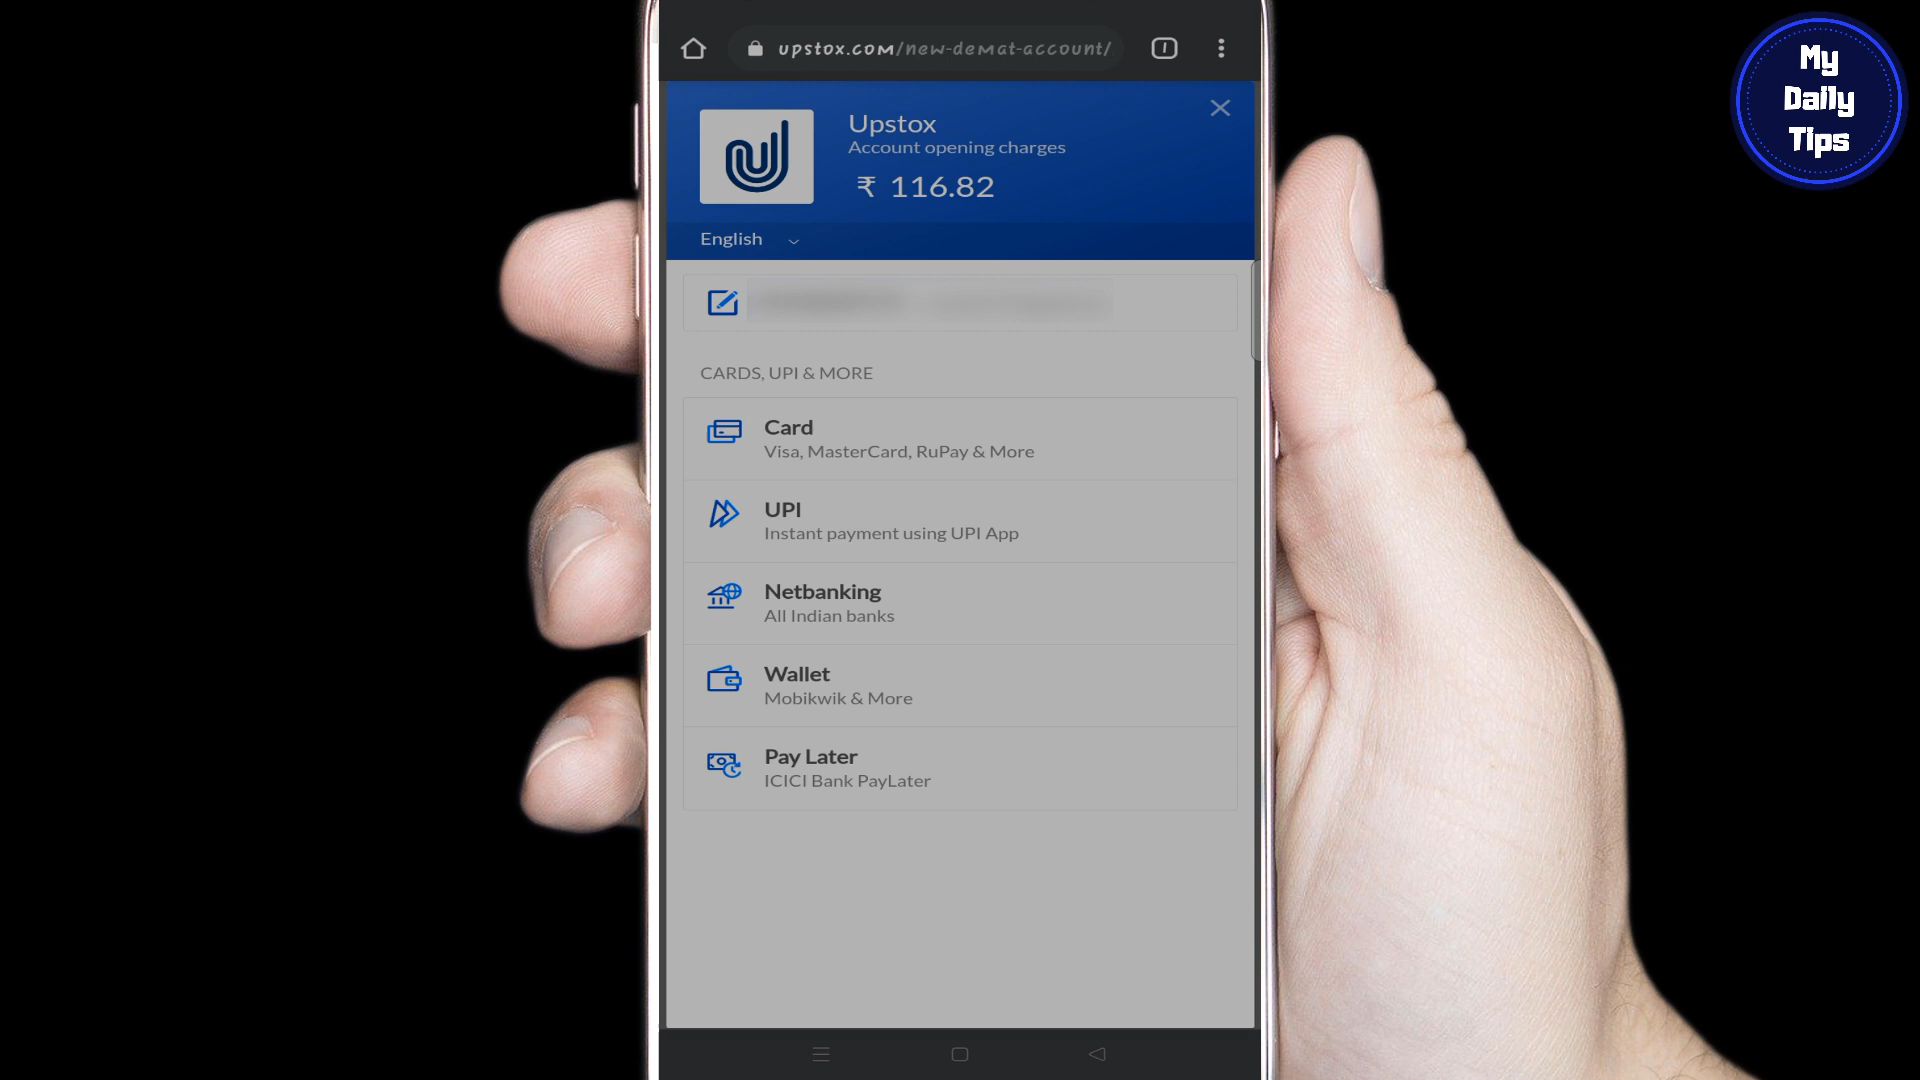 upstox.com/new-demat-account/
1
My
Daily
Tips
Upstox
Account opening charges
₹ 116.82
English
CARDS, UPI & MORE
Card
Visa, MasterCard, RuPay & More
UPI
Instant payment using UPI App
Netbanking
All Indian banks
Wallet
Mobikwik & More
Pay Later
ICICI Bank PayLater